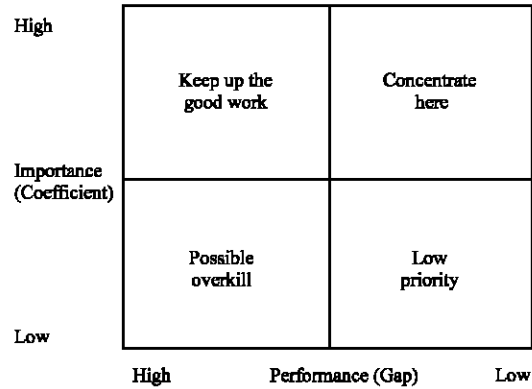 High
Keep up the
good work
Concentrate
here
Importance
(Coefficient)
Possible
overkill
Low
priority
Low
High
Performance (Gap)
Low